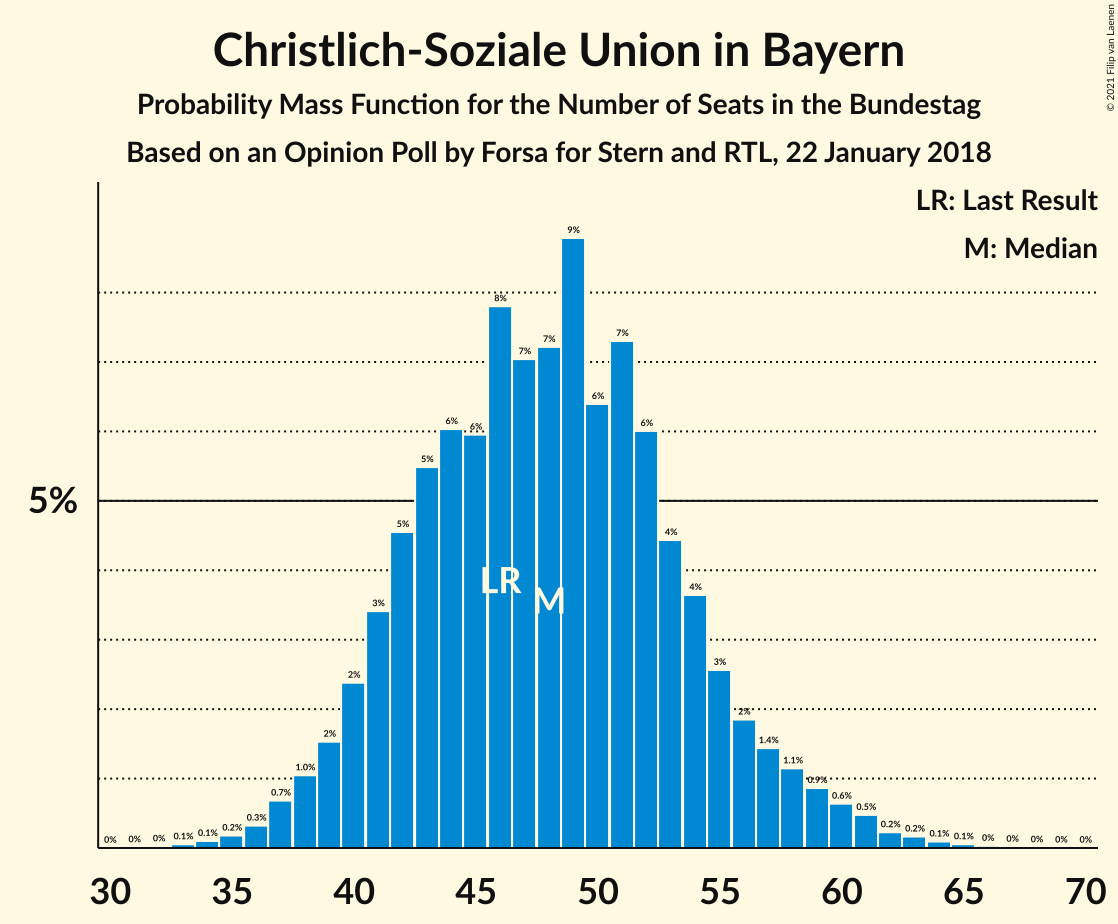 Christlich-Soziale Union in Bayern
Probability Mass Function for the Number of Seats in the Bundestag
Based on an Opinion Poll by Forsa for Stern and RTL, 22 January 2018
© 2021 Filip van Laenen
LR: Last Result
M: Median
5%
0% 0% 0% 0.1% 0.1% 0.2% 0.3% 0.7% 1.0% 2% 2% 3% 5% 5% 6% 6% 8% 7% 7% 9% 6% 7% 6% 4% 4% 3% 2% 1.4% 1.1% 0.9% 0.6% 0.5% 0.2% 0.2% 0.1% 0.1% 0% 0% 0% 0% 0%
LR
M
30 35 40 45 50 55 60 65 70